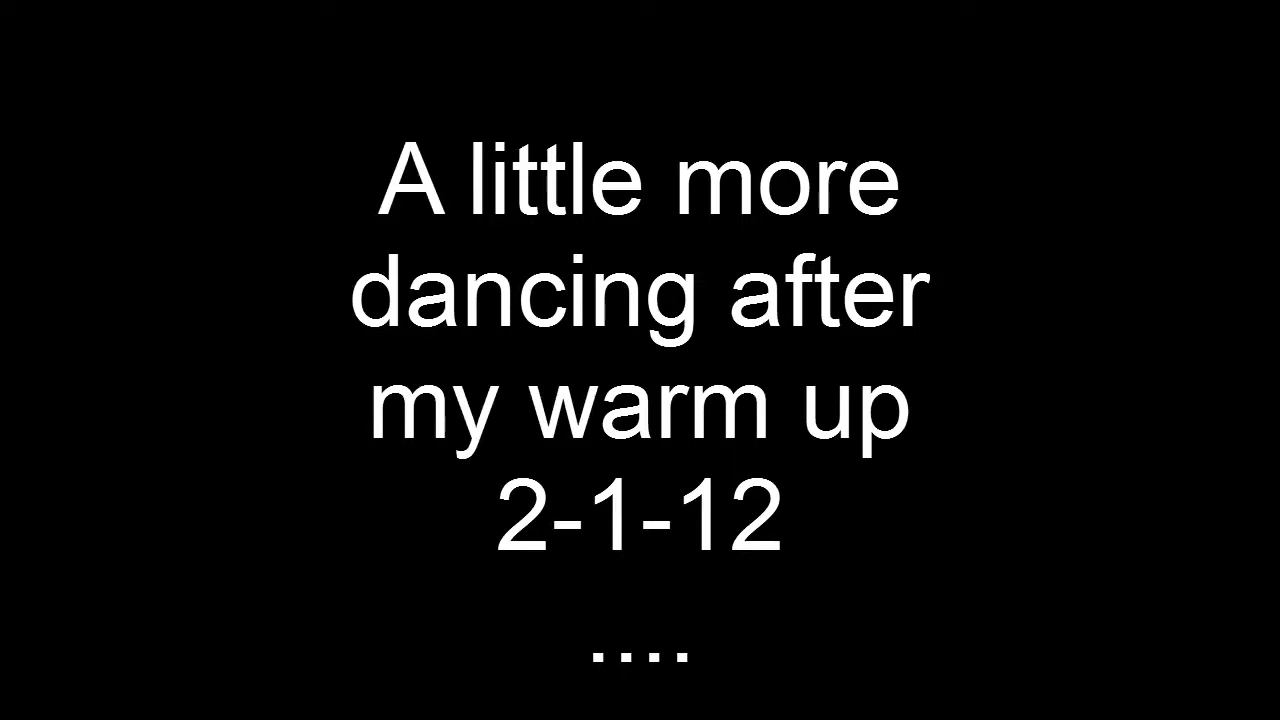 A little more
dancing after
my warm up
2-1-12
....